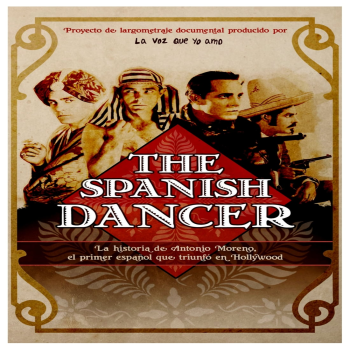 Proyecto de largometraje documental producido por
La voz que yo amo
THE
SPANISH
DANCER
La historia de Antonio Moreno,
el primer español que triunfó en Hollywood